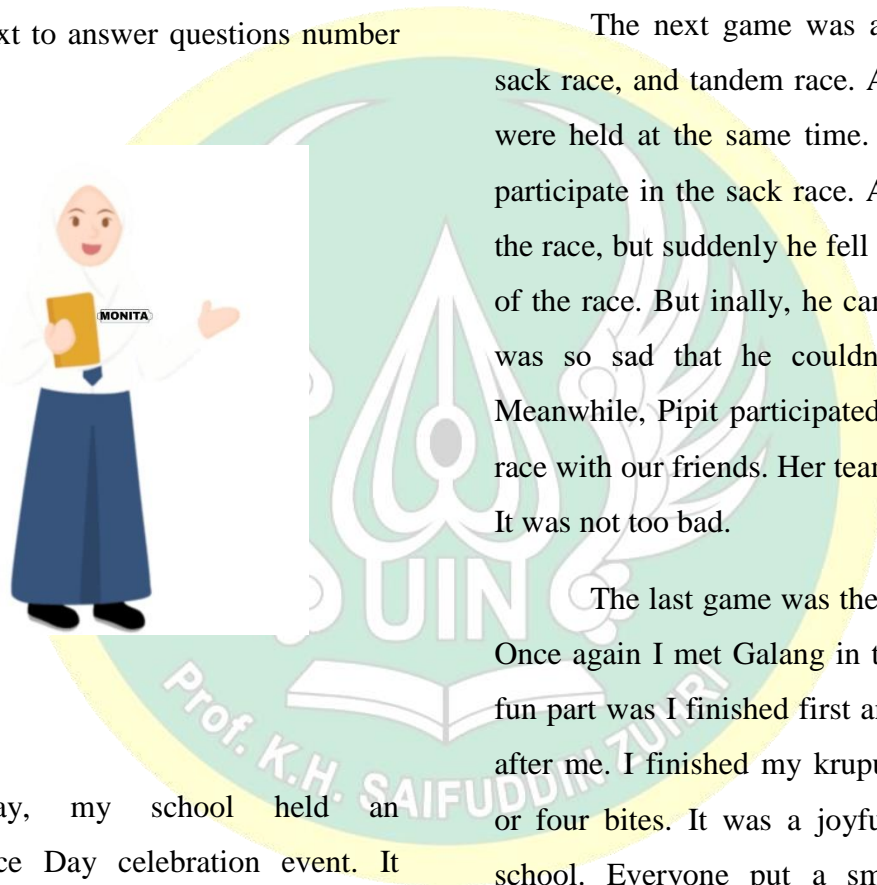 xt to answer questions number
MONITA
ay, my school held an
ce Day celebration event. It
The next game was a
sack race, and tandem race. A
were held at the same time.
participate in the sack race. A
the race, but suddenly he fell
of the race. But inally, he car
was so sad that he couldn
Meanwhile, Pipit participated
race with our friends. Her tear
It was not too bad.
The last game was the
Once again I met Galang in t
fun part was I finished first ar
after me. I finished my krupu
or four bites. It was a joyfu
school. Everyone put a sm
UIN
Prof. K.H. SAIFUDDIN ZUHRI